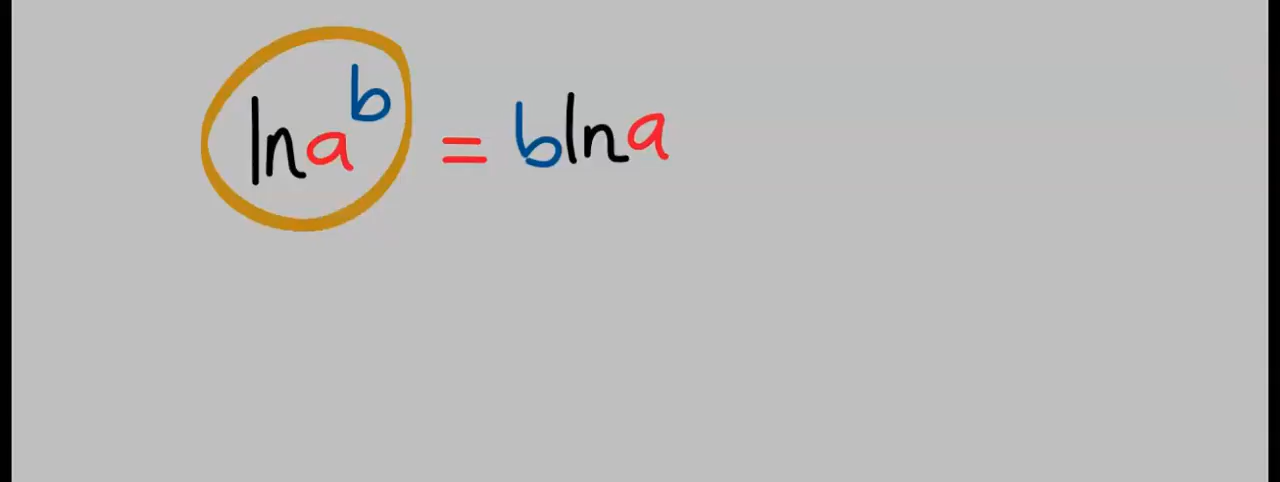 ln a^b = b ln a